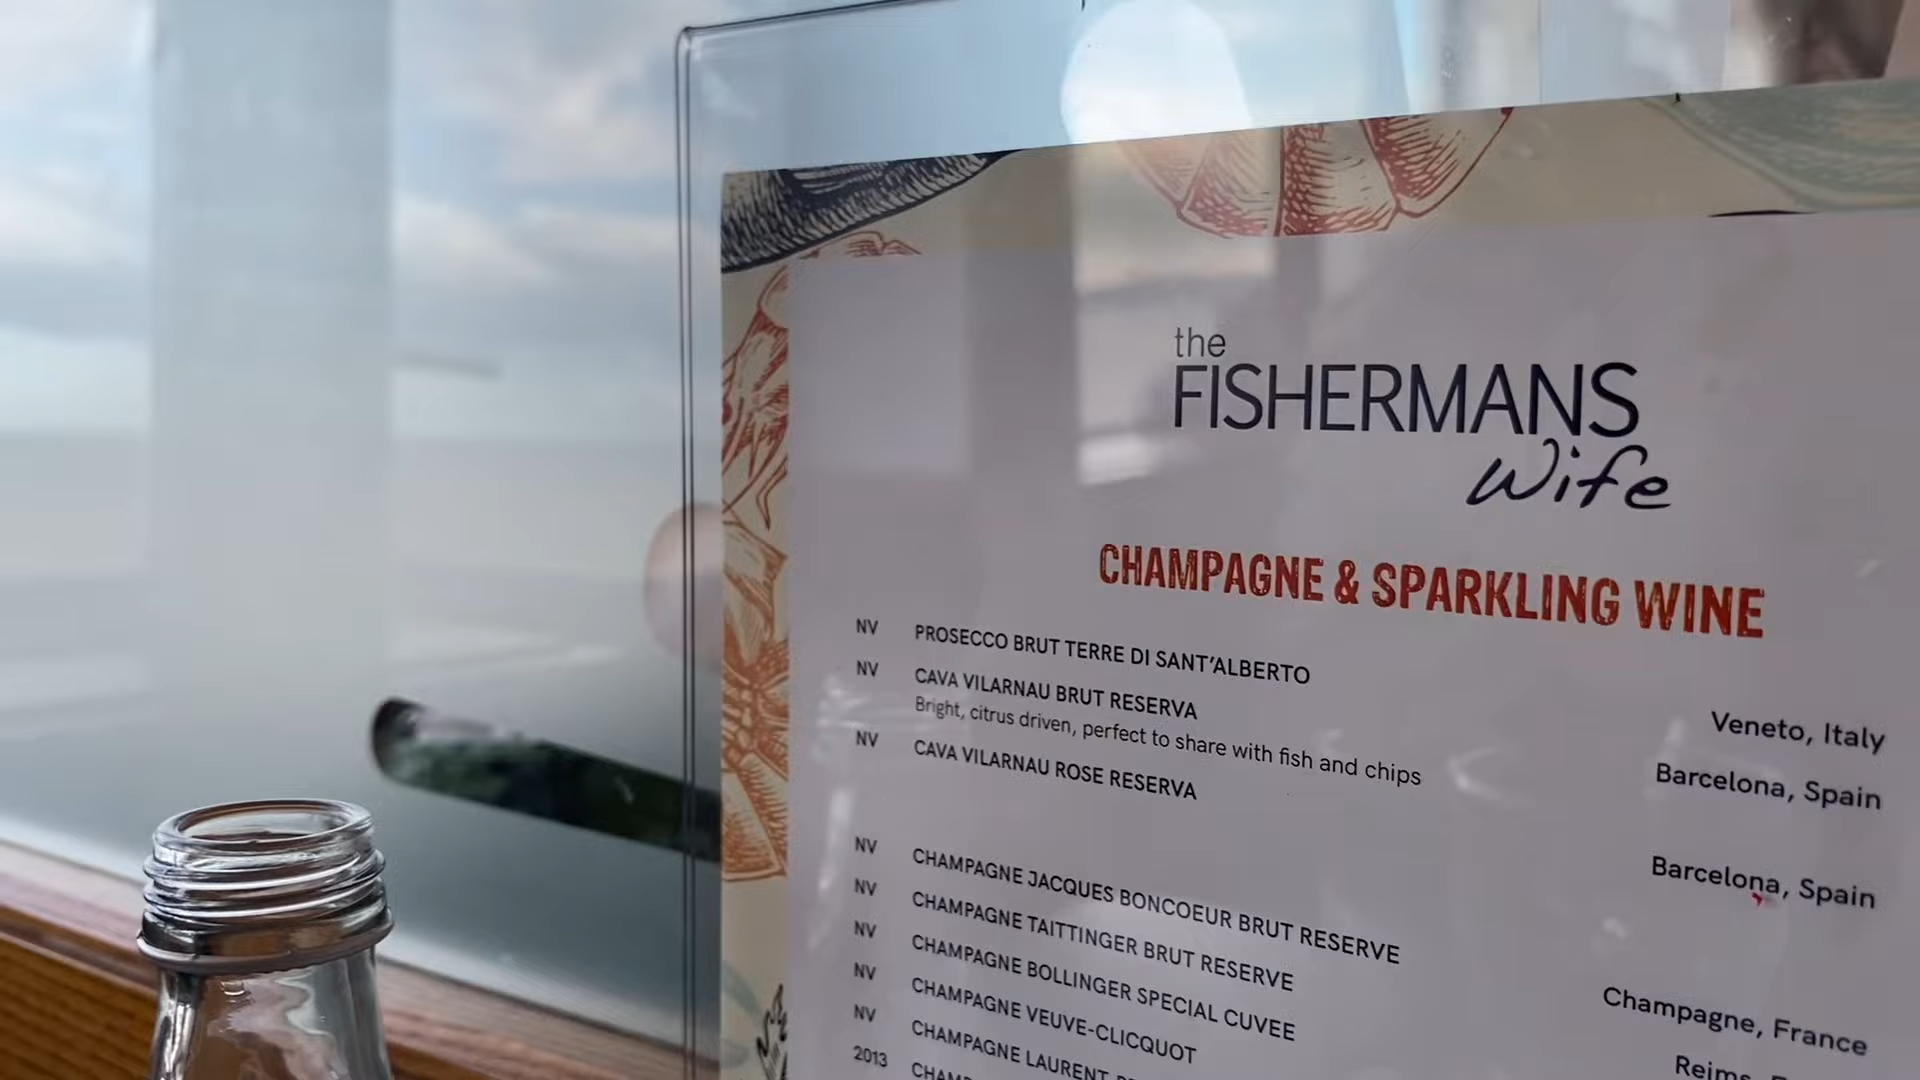 the
FISHERMANS
Wife
CHAMPAGNE & SPARKLING WINE
NV PROSECCO BRUT TERRE DI SANT'ALBERTO Veneto, Italy
NV CAVA VILARNAU BRUT RESERVA Barcelona, Spain
Bright, citrus driven, perfect to share with fish and chips
NV CAVA VILARNAU ROSE RESERVA Barcelona, Spain
NV CHAMPAGNE JACQUES BONCOEUR BRUT RESERVE Champagne, France
NV CHAMPAGNE TAITTINGER BRUT RESERVE Reims,
NV CHAMPAGNE BOLLINGER SPECIAL CUVEE
NV CHAMPAGNE VEUVE-CLICQUOT
NV CHAMPAGNE LAURENT
2013